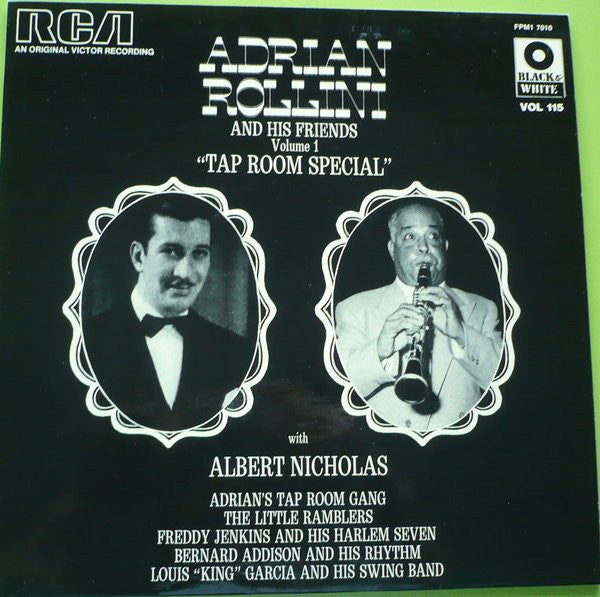 RCA
AN ORIGINAL VICTOR RECORDING
FPM1 7010
BLACK &
WHITE
VOL 115
ADRIAN
ROLLINI
AND HIS FRIENDS
Volume 1
“TAP ROOM SPECIAL”
with
ALBERT NICHOLAS
ADRIAN'S TAP ROOM GANG
THE LITTLE RAMBLERS
FREDDY JENKINS AND HIS HARLEM SEVEN
BERNARD ADDISON AND HIS RHYTHM
LOUIS “KING” GARCIA AND HIS SWING BAND